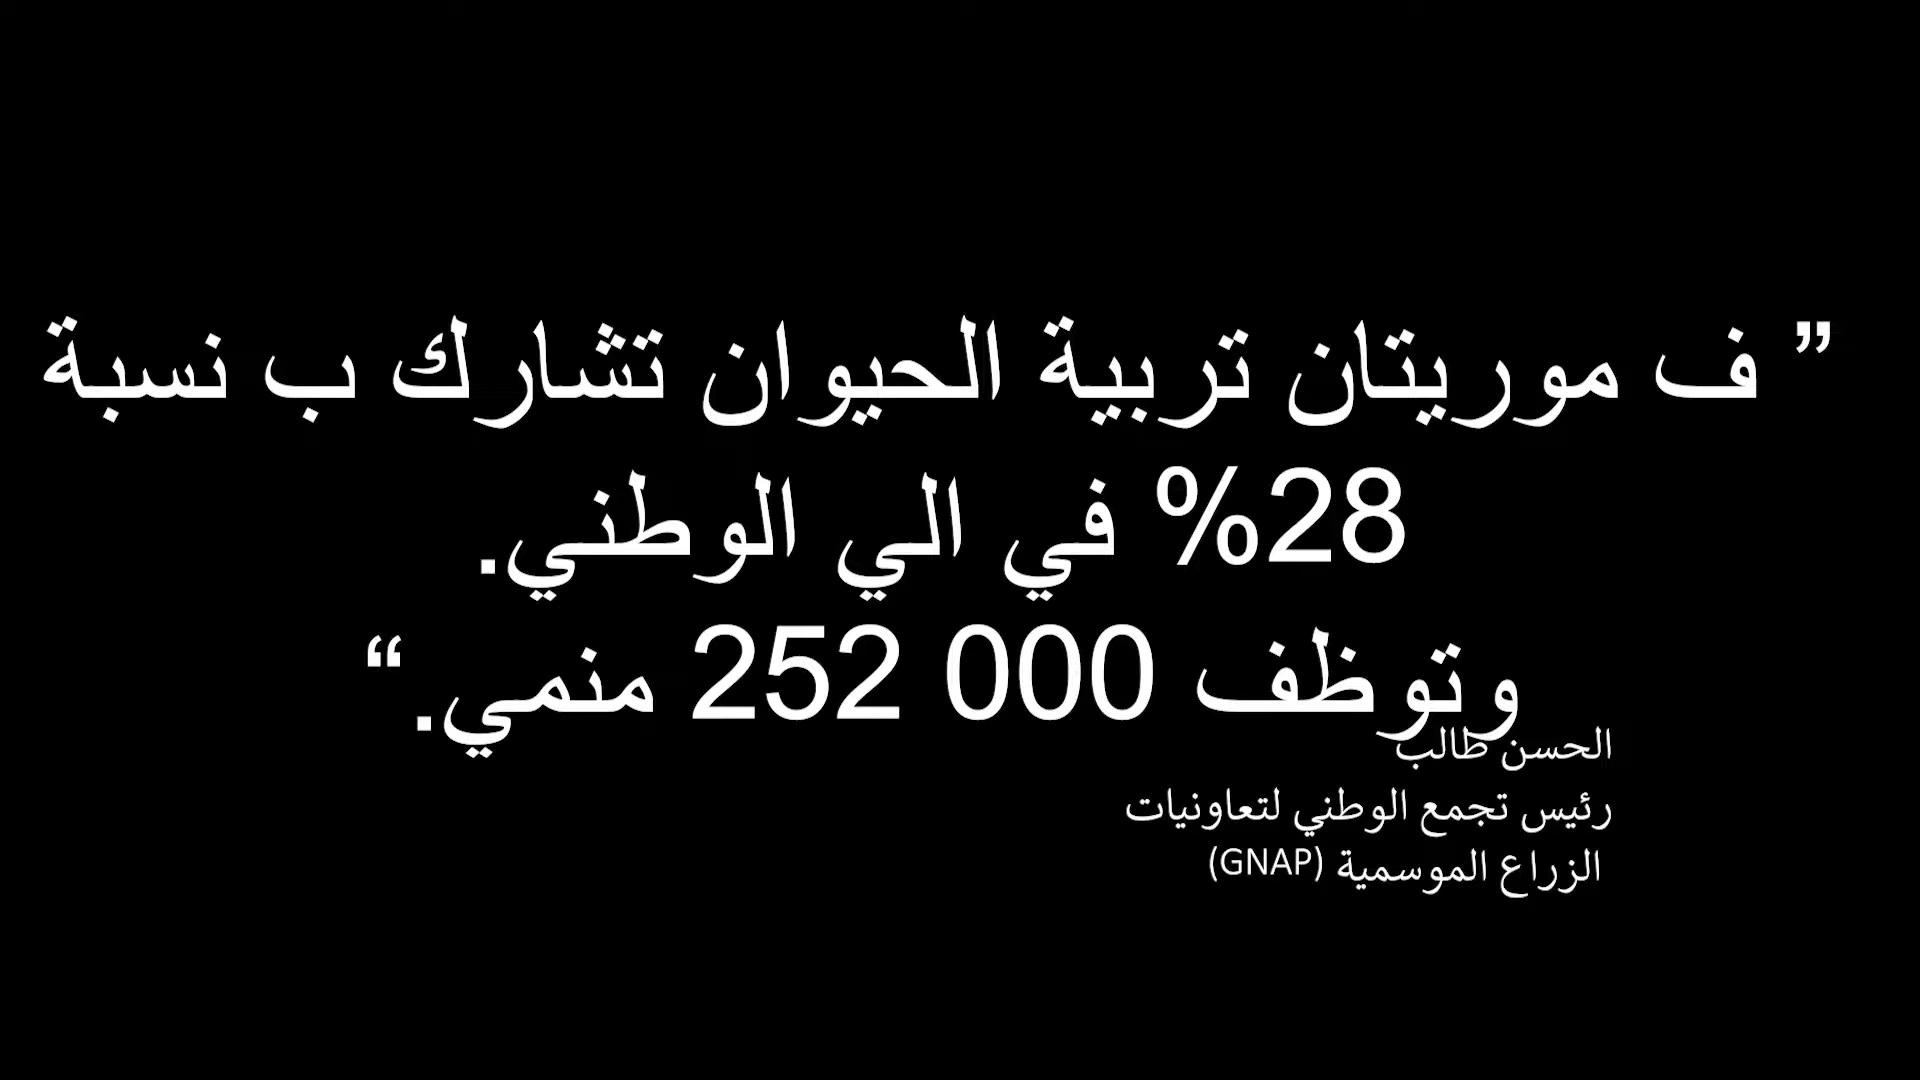 ” ف موريتان تربية الحيوان تشارك ب نسبة
28% في الي الوطني.
وتوظف 000 252 منمي.“
الحسن طالب
رئيس تجمع الوطني لتعاونيات
الزراع الموسمية (GNAP)